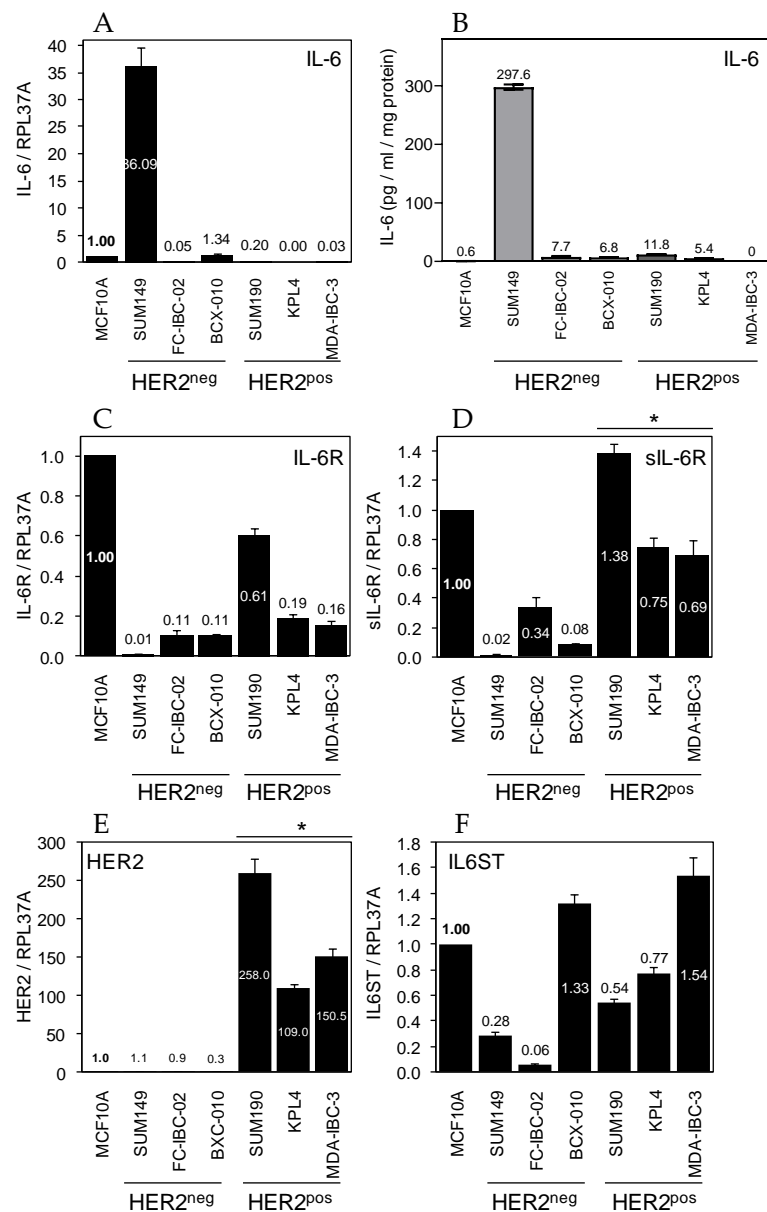 A
IL-6
IL-6 / RPL37A
40
35
30
25
20
15
10
5
0
1.00
36.09
0.05
1.34
0.20
0.00
0.03
MCF10A
SUM149
FC-IBC-02
BCX-010
SUM190
KPL4
MDA-IBC-3
HER2neg
HER2pos
B
IL-6
IL-6 (pg / ml / mg protein)
300
200
100
0
0.6
297.6
7.7
6.8
11.8
5.4
0
MCF10A
SUM149
FC-IBC-02
BCX-010
SUM190
KPL4
MDA-IBC-3
HER2neg
HER2pos
C
IL-6R
IL-6R / RPL37A
1.0
0.8
0.6
0.4
0.2
0.0
1.00
0.01
0.11
0.11
0.61
0.19
0.16
MCF10A
SUM149
FC-IBC-02
BCX-010
SUM190
KPL4
MDA-IBC-3
HER2neg
HER2pos
D
*
sIL-6R
sIL-6R / RPL37A
1.4
1.2
1.0
0.8
0.6
0.4
0.2
0.0
1.00
0.02
0.34
0.08
1.38
0.75
0.69
MCF10A
SUM149
FC-IBC-02
BCX-010
SUM190
KPL4
MDA-IBC-3
HER2neg
HER2pos
E
*
HER2
HER2 / RPL37A
300
250
200
150
100
50
0
1.0
1.1
0.9
0.3
258.0
109.0
150.5
MCF10A
SUM149
FC-IBC-02
BXC-010
SUM190
KPL4
MDA-IBC-3
HER2neg
HER2pos
F
IL6ST
IL6ST / RPL37A
1.8
1.6
1.4
1.2
1.0
0.8
0.6
0.4
0.2
0.0
1.00
0.28
0.06
1.33
0.54
0.77
1.54
MCF10A
SUM149
FC-IBC-02
BCX-010
SUM190
KPL4
MDA-IBC-3
HER2neg
HER2pos